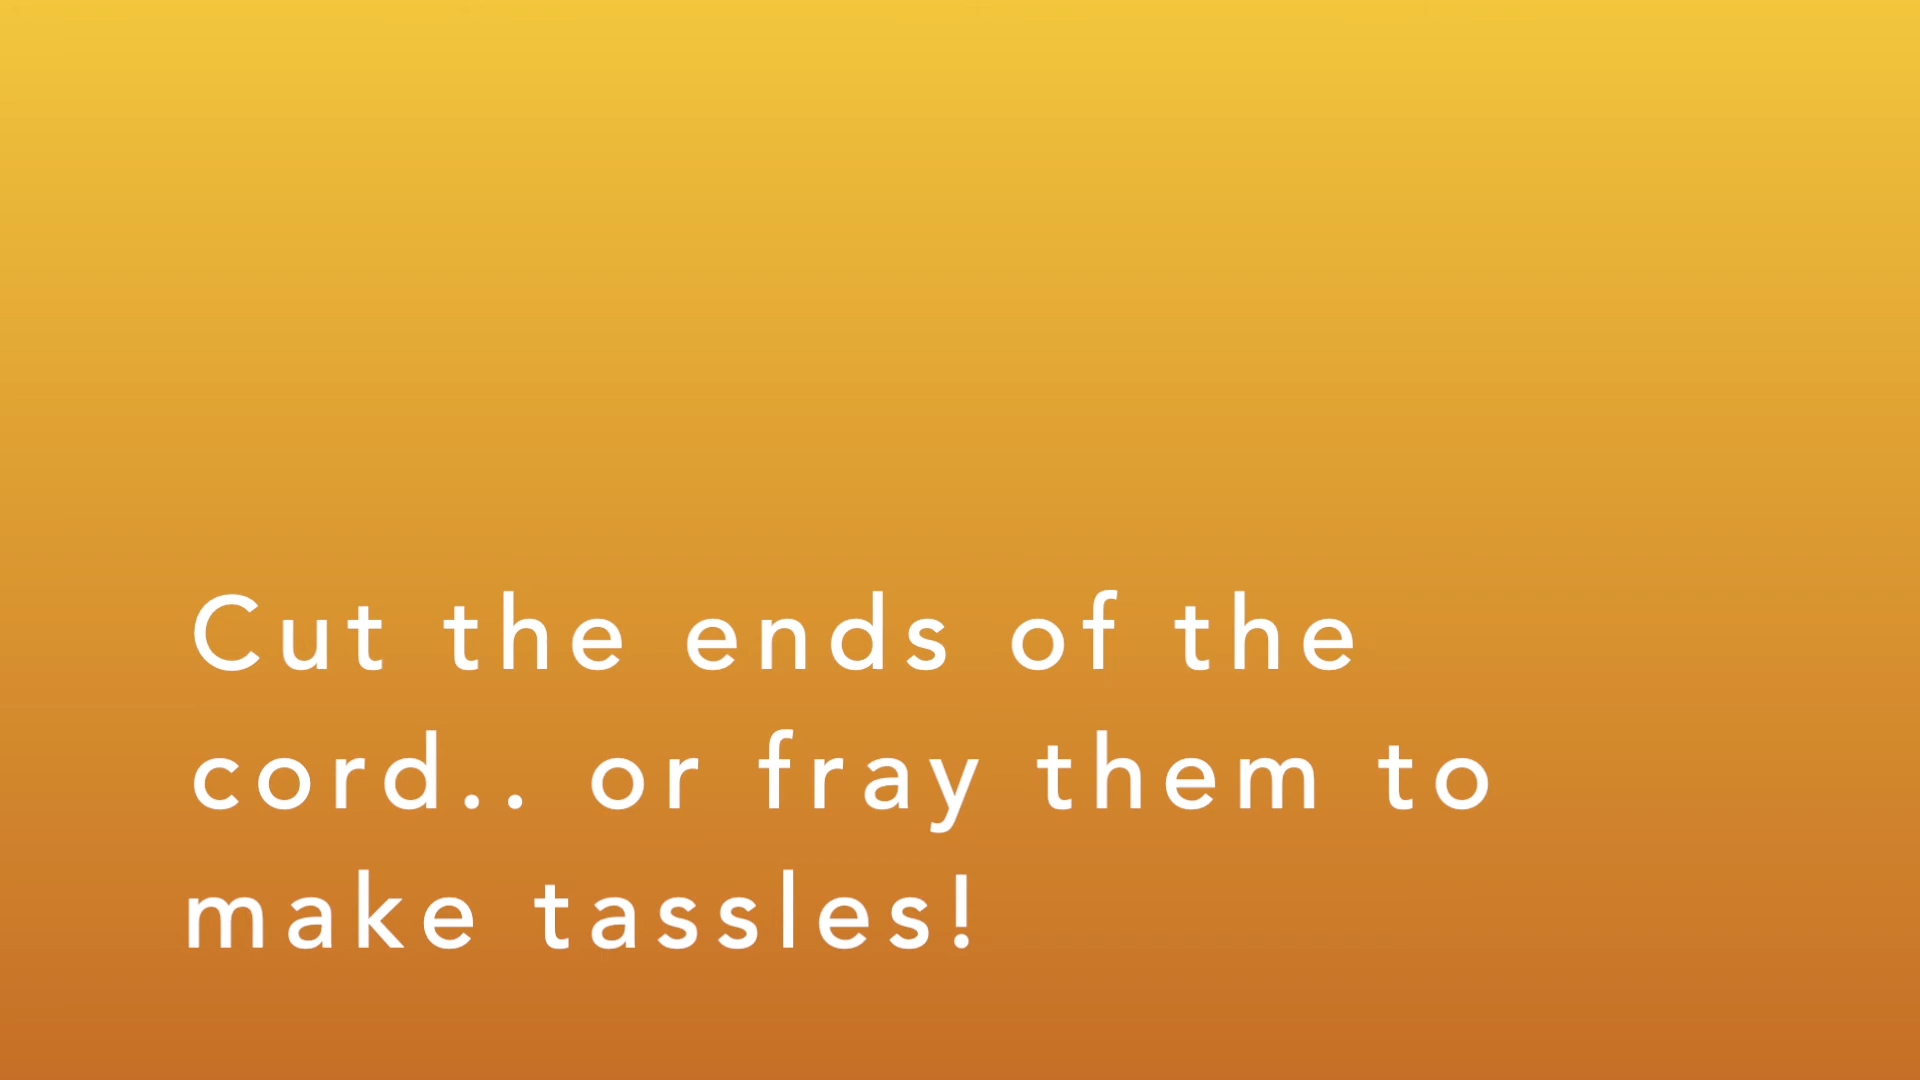 Cut the ends of the
cord.. or fray them to
make tassles!